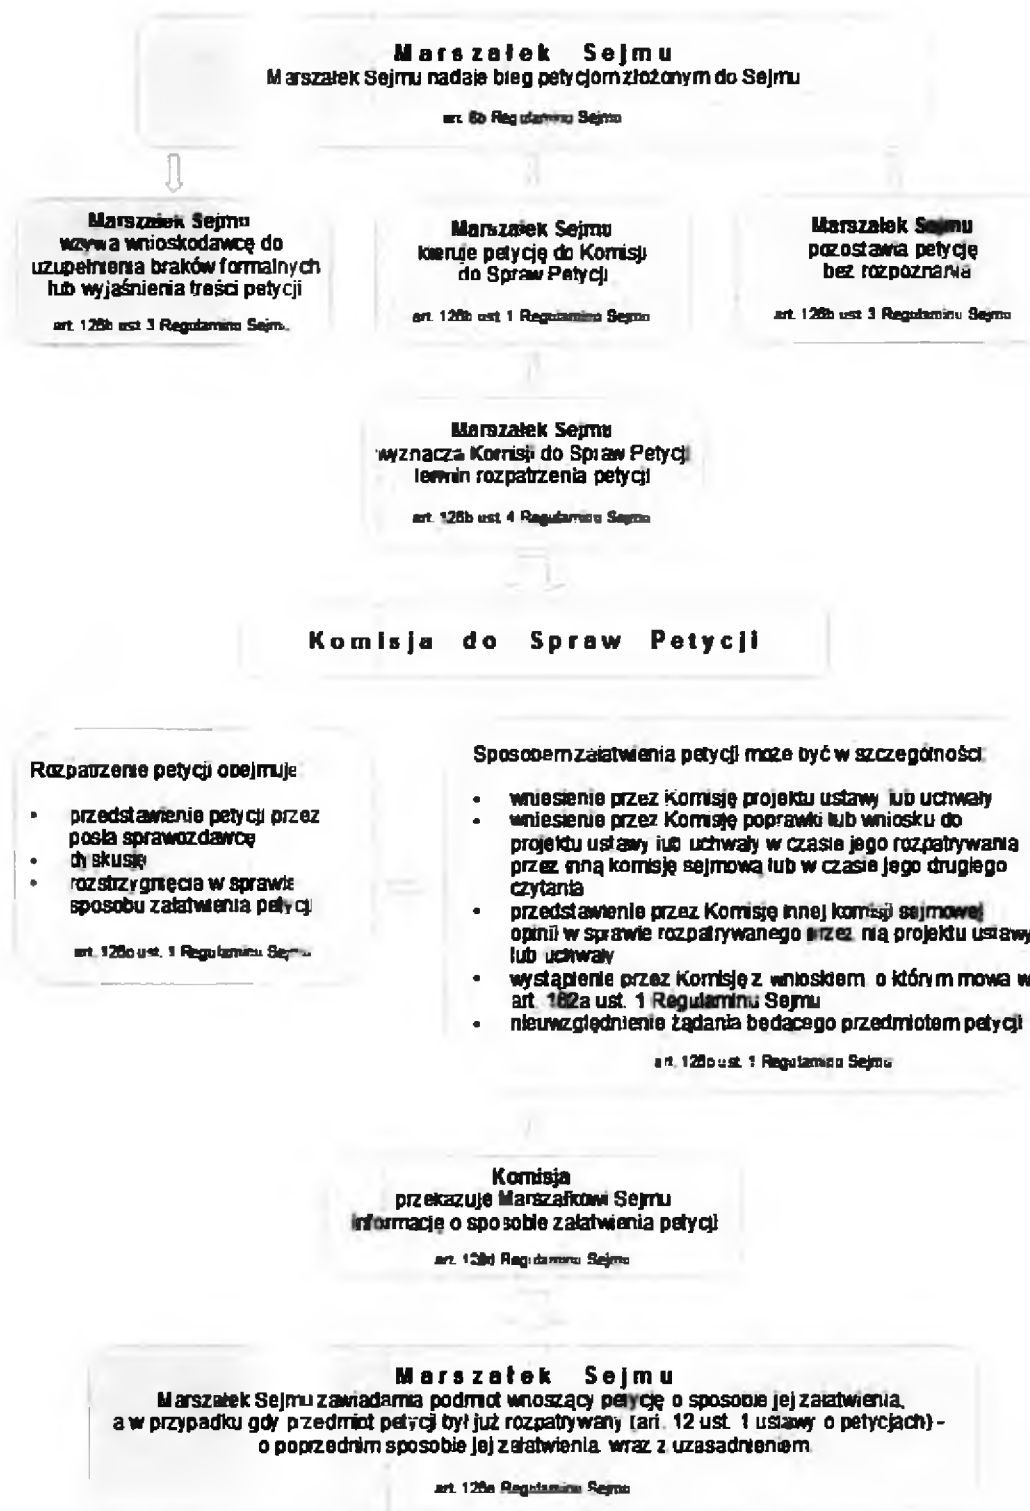 Marszałek Sejmu
Marszałek Sejmu nadaje bieg petycjom złożonym do Sejmu
art. 8b Regulaminu Sejmu
Marszałek Sejmu
wzywa wnioskodawcę do
uzupełnienia braków formalnych
lub wyjaśnienia treści petycji
art. 126b ust 3 Regulaminu Sejmu
Marszałek Sejmu
kieruje petycję do Komisji
do Spraw Petycji
art. 126b ust 1 Regulaminu Sejmu
Marszałek Sejmu
pozostawia petycję
bez rozpoznania
art. 126b ust 3 Regulaminu Sejmu
Marszałek Sejmu
wyznacza Komisji do Spraw Petycji
termin rozpatrzenia petycji
art. 126b ust. 4 Regulaminu Sejmu
Komisja do Spraw Petycji
Rozpatrzenie petycji obejmuje
• przedstawienie petycji przez
posła sprawozdawcę
• dyskusję
• rozstrzygnięcia w sprawie
sposobu załatwienia petycji
art. 126c ust. 1 Regulaminu Sejmu
Sposobem załatwienia petycji może być w szczególności
• wniesienie przez Komisję projektu ustawy lub uchwały
• wniesienie przez Komisję poprawki lub wniosku do
projektu ustawy lub uchwały w czasie jego rozpatrywania
przez inną komisję sejmową lub w czasie jego drugiego
czytania
• przedstawienie przez Komisję innej komisji sejmowej
opinii w sprawie rozpatrywanego przez nią projektu ustawy
lub uchwały
• wystąpienie przez Komisję z wnioskiem o którym mowa w
art. 162a ust. 1 Regulaminu Sejmu
• nieuwzględnienie żądania będącego przedmiotem petycji
art. 126c ust. 1 Regulaminu Sejmu
Komisja
przekazuje Marszałkowi Sejmu
informację o sposobie załatwienia petycji
art. 126d Regulaminu Sejmu
Marszałek Sejmu
Marszałek Sejmu zawiadamia podmiot wnoszący petycję o sposobie jej załatwienia,
a w przypadku gdy przedmiot petycji był już rozpatrywany (art. 12 ust. 1 ustawy o petycjach) -
o poprzednim sposobie jej załatwienia wraz z uzasadnieniem
art. 126e Regulaminu Sejmu